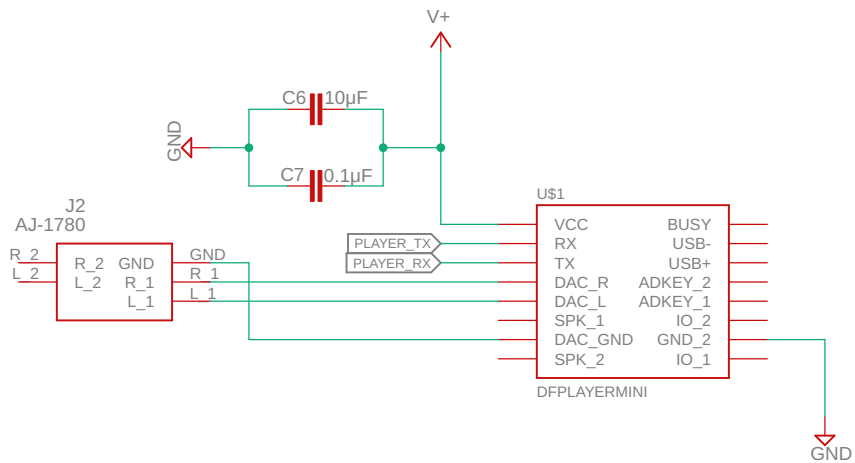 V+
C6 10µF
GND
C7 0.1µF
J2
AJ-1780
U$1
VCC BUSY
PLAYER_TX RX USB-
PLAYER_RX TX USB+
R_2 R_2 GND GND
L_2 L_2 R_1 R_1 DAC_R ADKEY_2
L_1 L_1 DAC_L ADKEY_1
SPK_1 IO_2
DAC_GND GND_2
SPK_2 IO_1
DFPLAYERMINI
GND